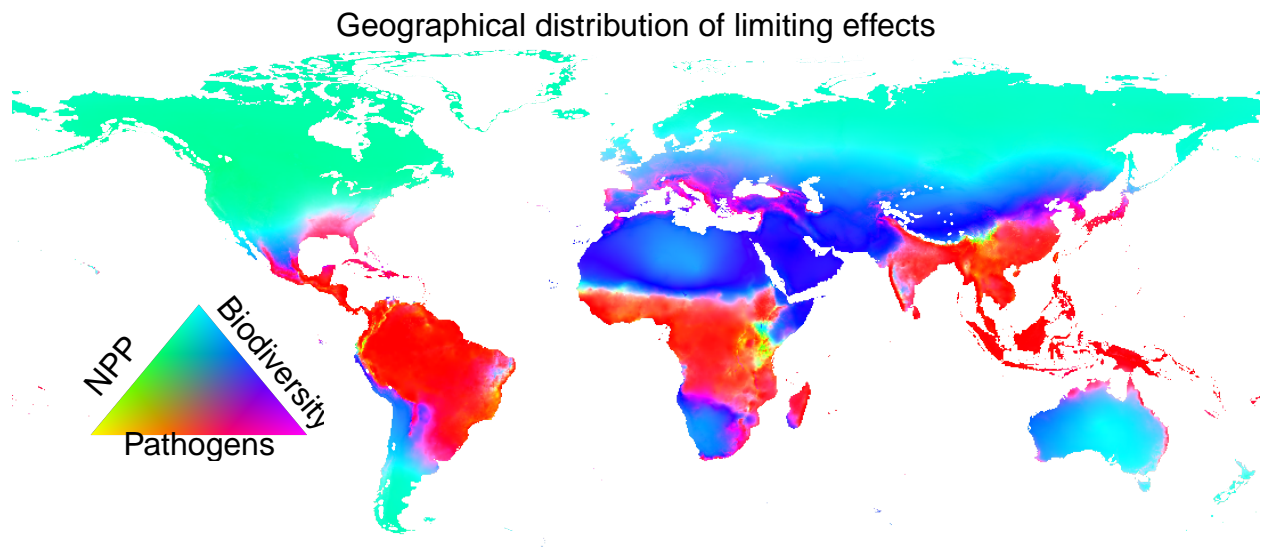 Geographical distribution of limiting effects
NPP
Biodiversity
Pathogens